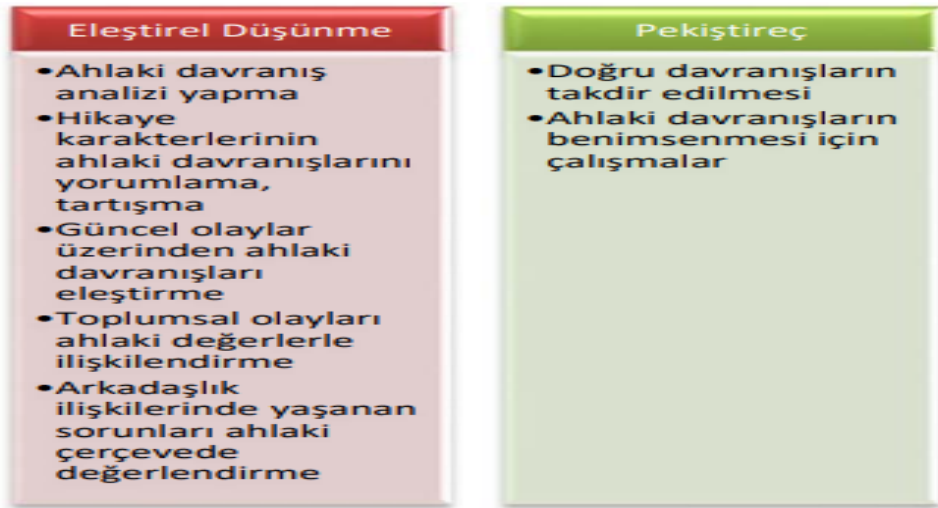 Eleştirel Düşünme
•Ahlaki davranış
analizi yapma
•Hikaye
karakterlerinin
ahlaki davranışlarını
yorumlama,
tartışma
•Güncel olaylar
üzerinden ahlaki
davranışları
eleştirme
•Toplumsal olayları
ahlaki değerlerle
ilişkilendirme
•Arkadaşlık
ilişkilerinde yaşanan
sorunları ahlaki
çerçevede
değerlendirme
Pekiştireç
•Doğru davranışların
takdir edilmesi
•Ahlaki davranışların
benimsenmesi için
çalışmalar